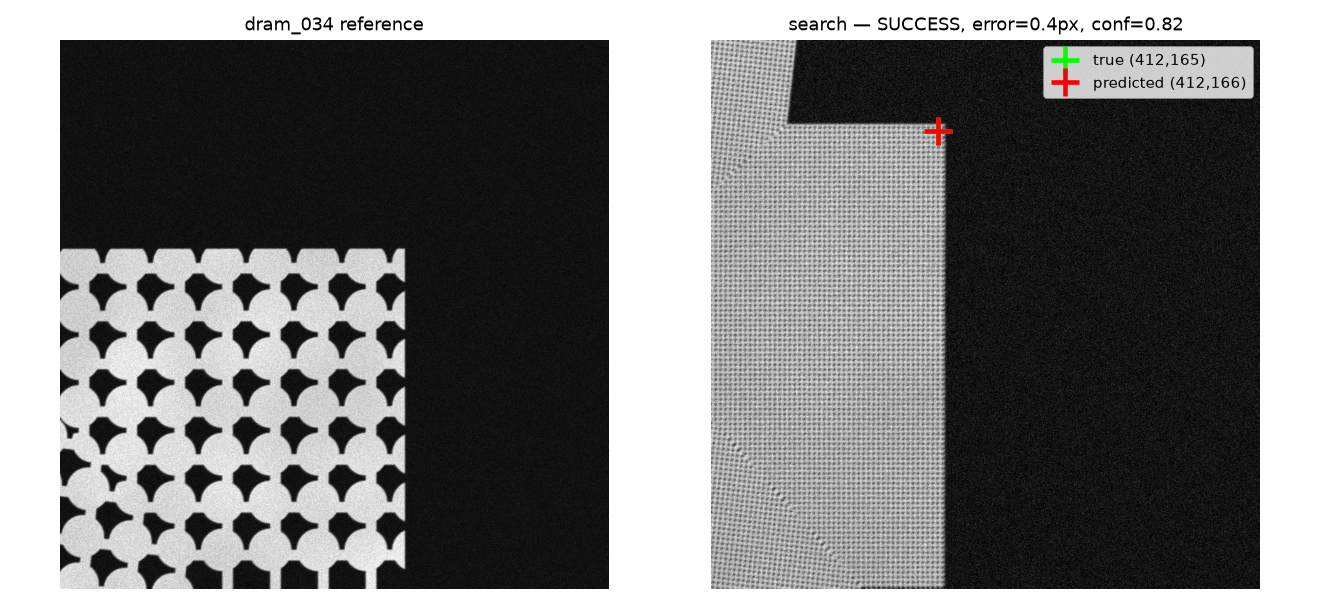 dram_034 reference
search — SUCCESS, error=0.4px, conf=0.82
true (412,165)
predicted (412,166)